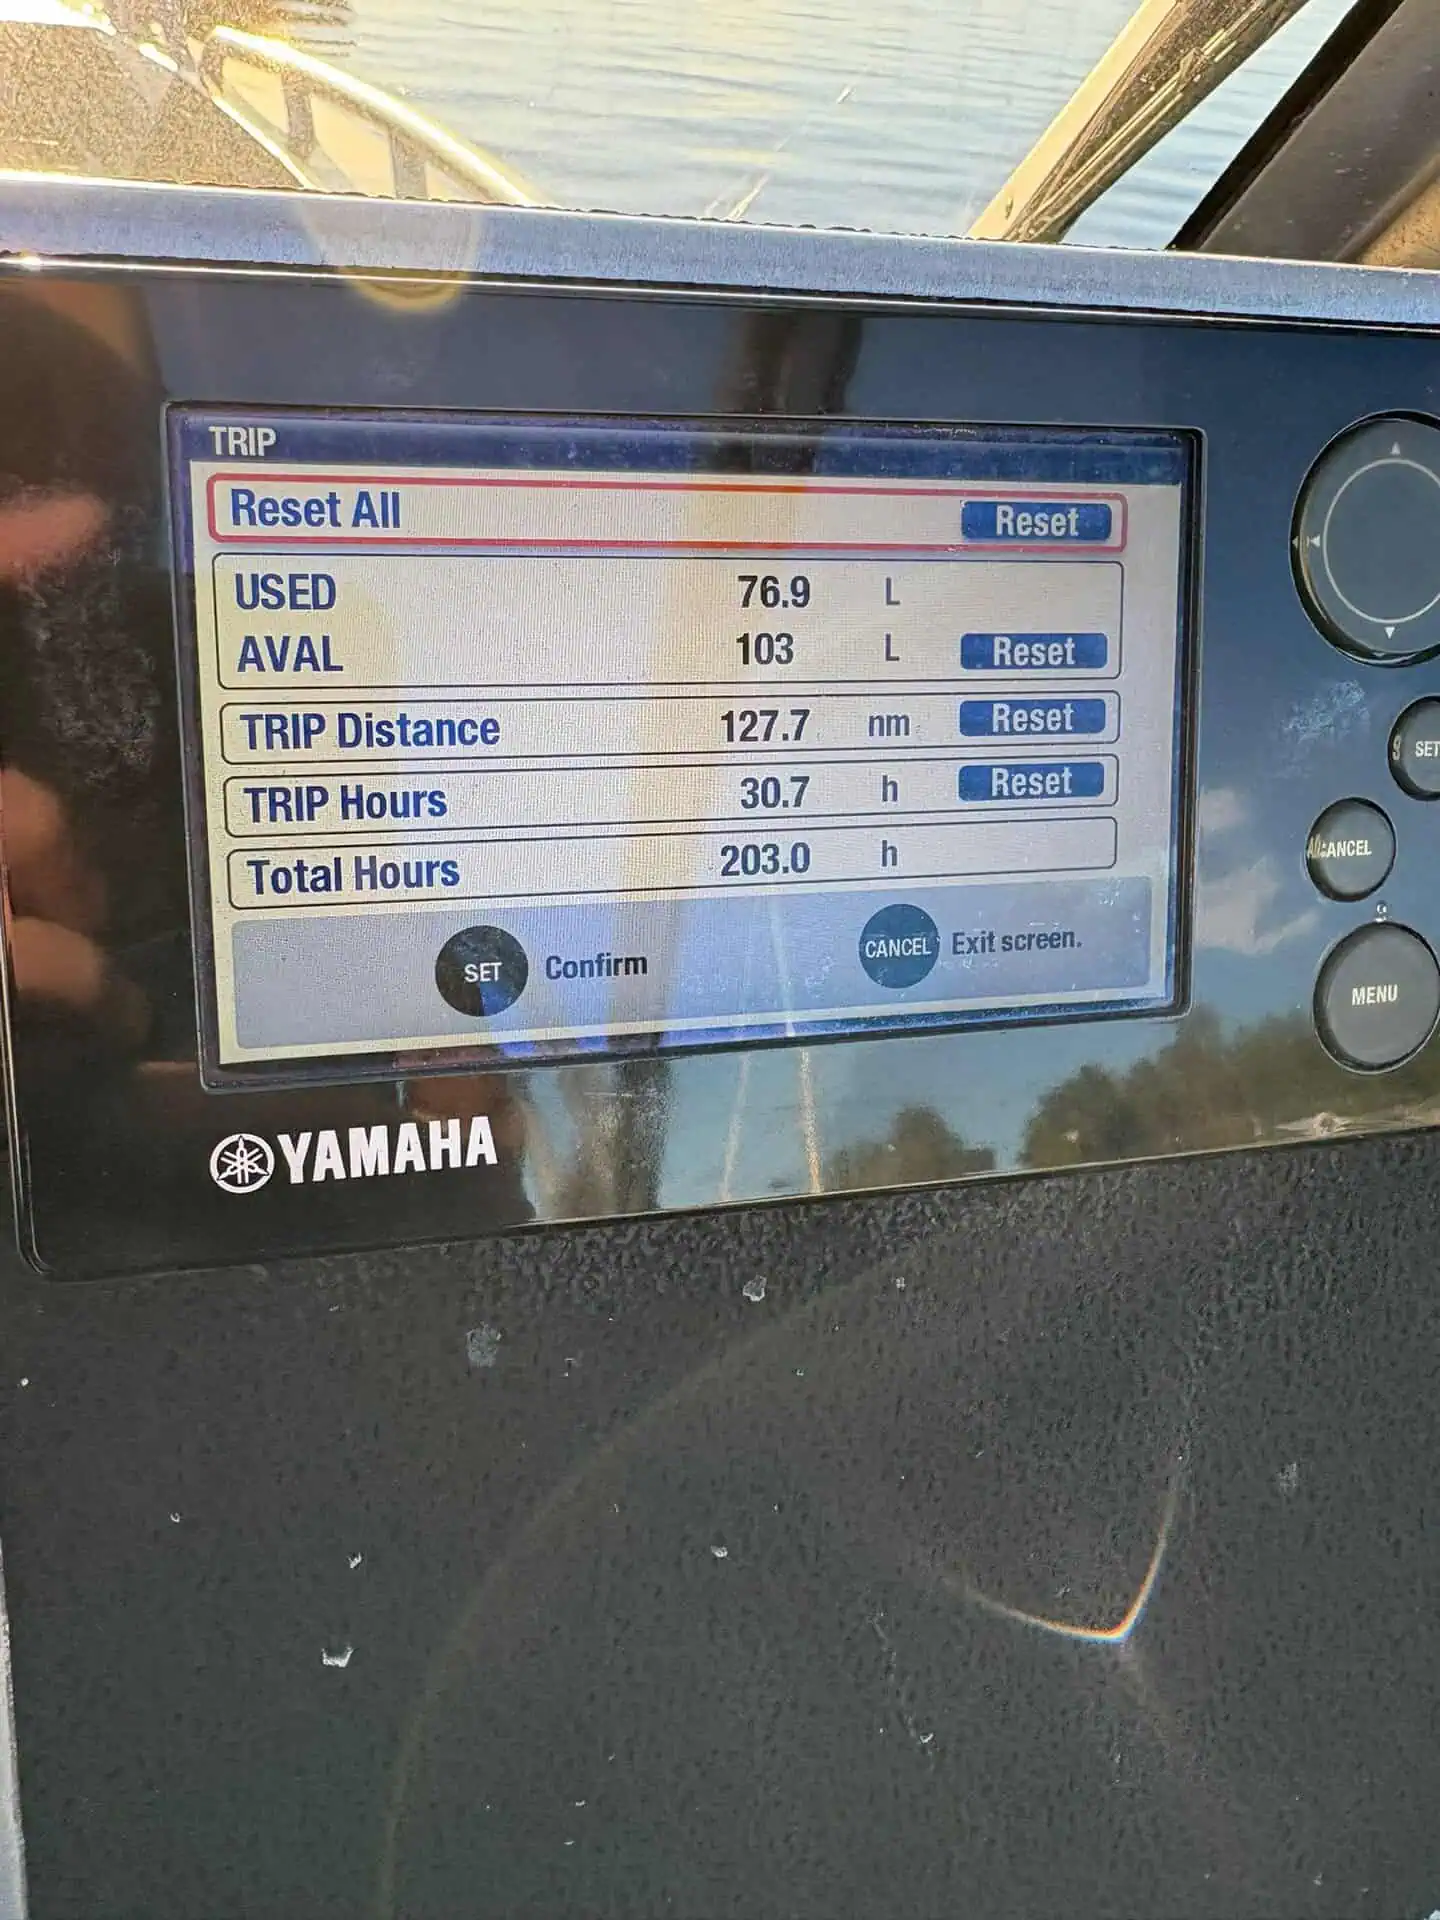 TRIP
Reset All Reset
USED 76.9 L
AVAL 103 L Reset
TRIP Distance 127.7 nm Reset
TRIP Hours 30.7 h Reset
Total Hours 203.0 h
SET Confirm CANCEL Exit screen.
YAMAHA
SET
CANCEL
MENU